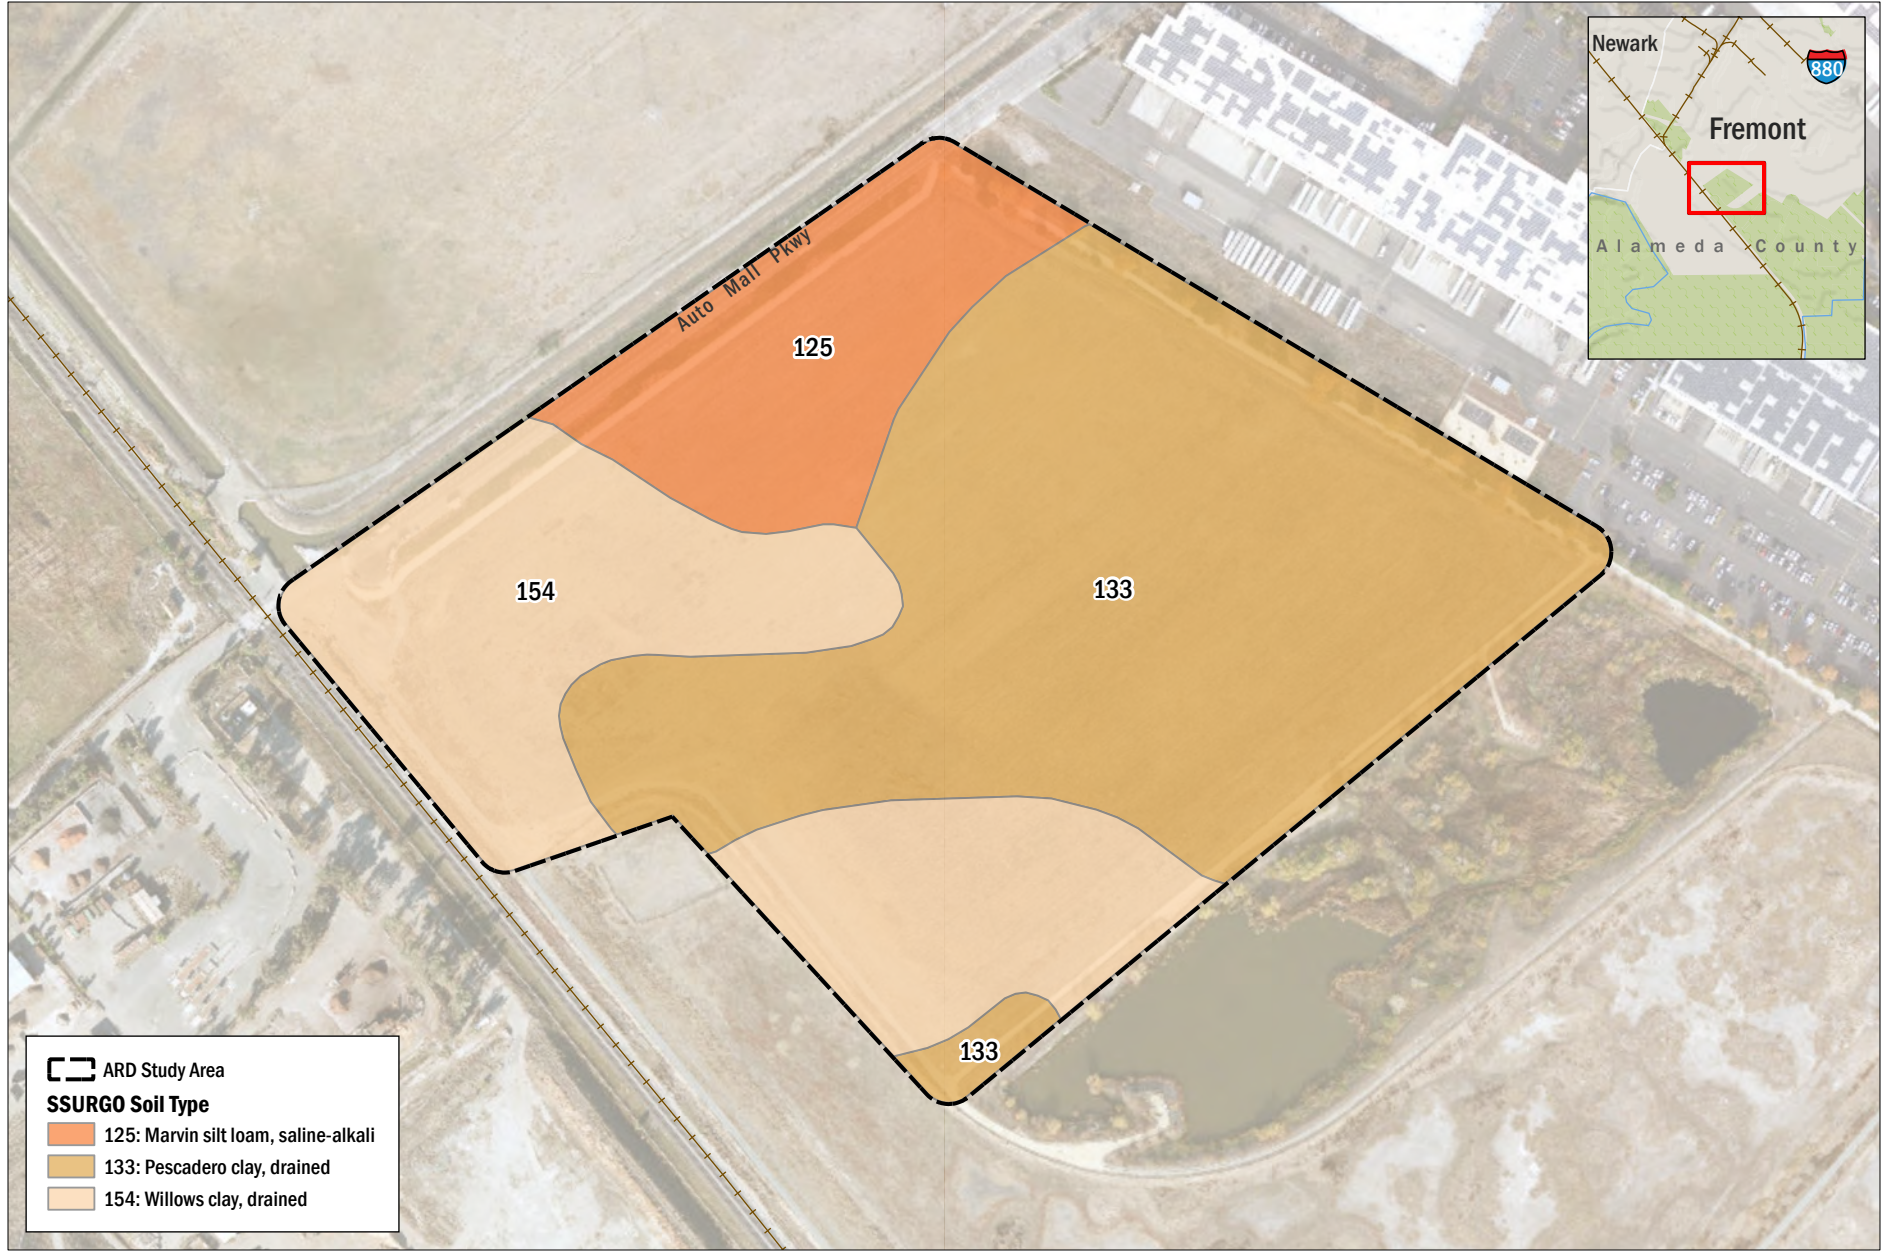 Newark
880
Fremont
Alameda County
Auto Mall Pkwy
125
154
133
133
ARD Study Area
SSURGO Soil Type
125: Marvin silt loam, saline-alkali
133: Pescadero clay, drained
154: Willows clay, drained